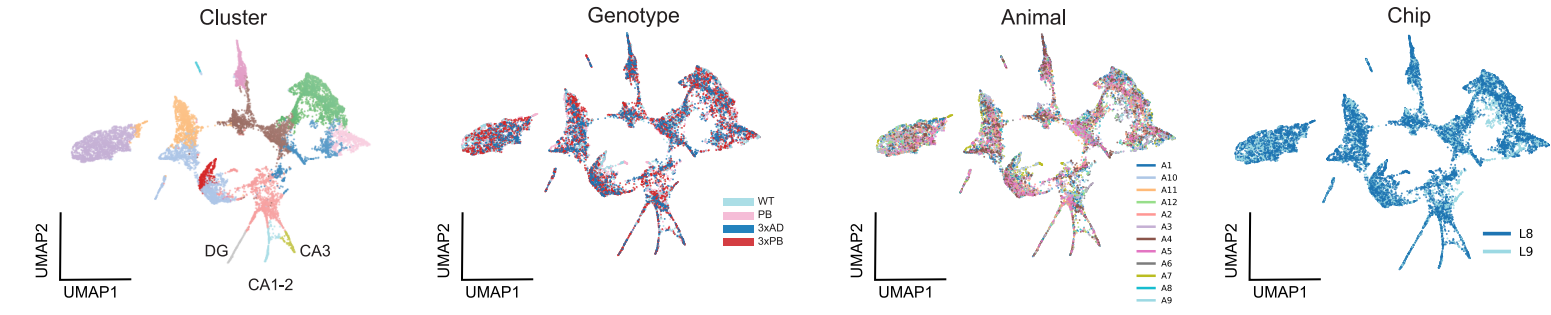 Cluster
DG
CA3
CA1-2
UMAP2
UMAP1
Genotype
WT
PB
3xAD
3xPB
UMAP2
UMAP1
Animal
A1
A10
A11
A12
A2
A3
A4
A5
A6
A7
A8
A9
UMAP2
UMAP1
Chip
L8
L9
UMAP2
UMAP1